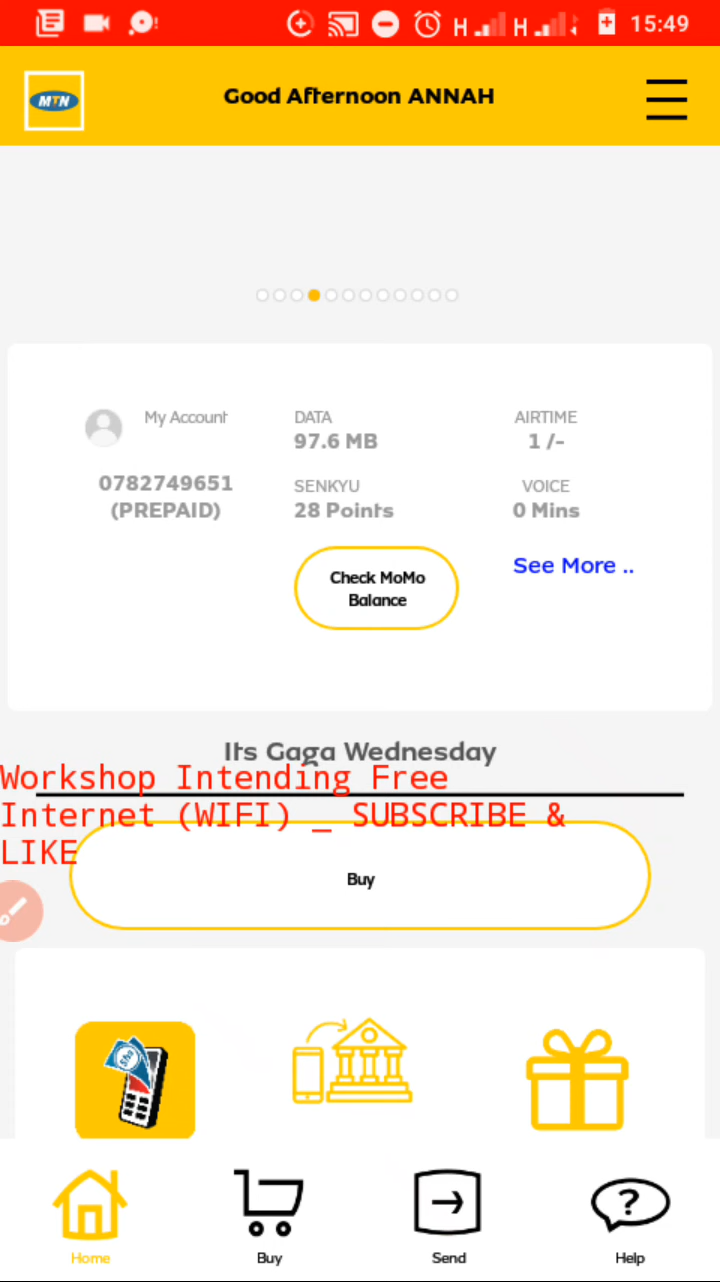 15:49
MTN
Good Afternoon ANNAH
My Account
DATA
97.6 MB
AIRTIME
1 /-
0782749651
(PREPAID)
SENKYU
28 Points
VOICE
0 Mins
Check MoMo
Balance
See More ..
Its Gaga Wednesday
Workshop Intending Free
Internet (WIFI) _ SUBSCRIBE &
LIKE
Buy
Home
Buy
Send
Help